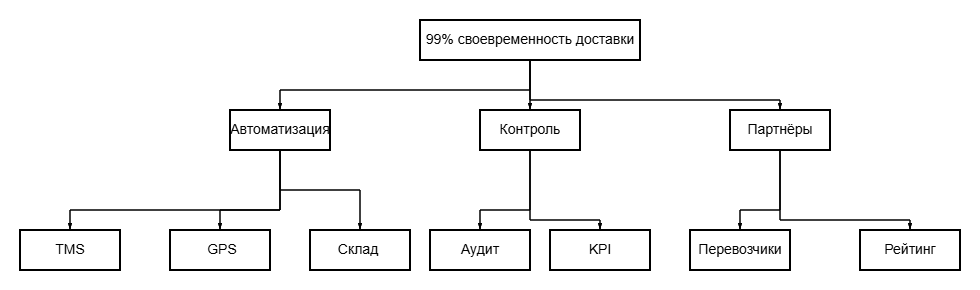 99% своевременность доставки
Автоматизация
Контроль
Партнёры
TMS
GPS
Склад
Аудит
KPI
Перевозчики
Рейтинг